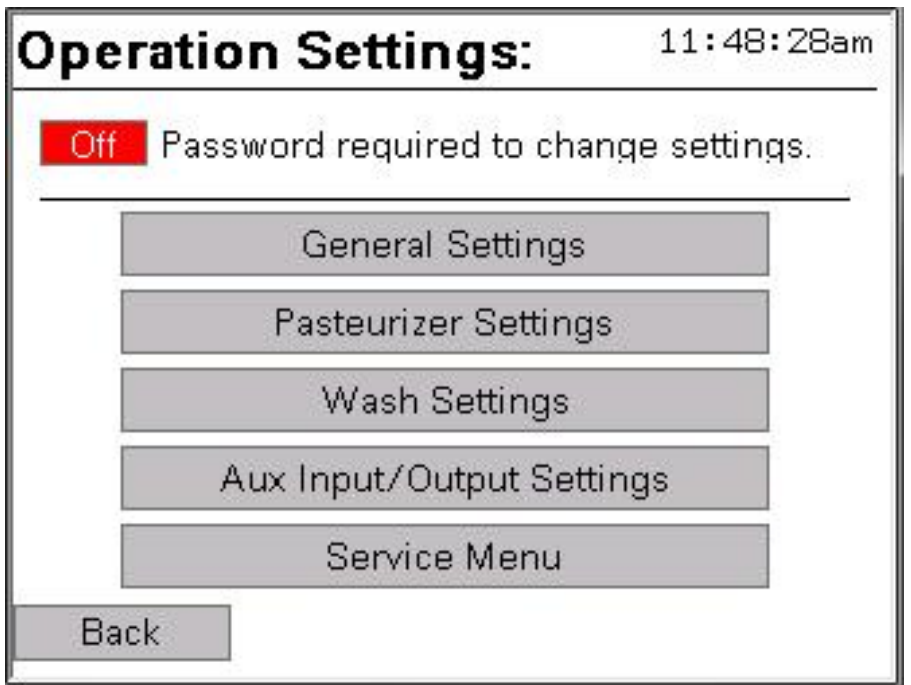 Operation Settings: 11:48:28am
Off Password required to change settings.
General Settings
Pasteurizer Settings
Wash Settings
Aux Input/Output Settings
Service Menu
Back